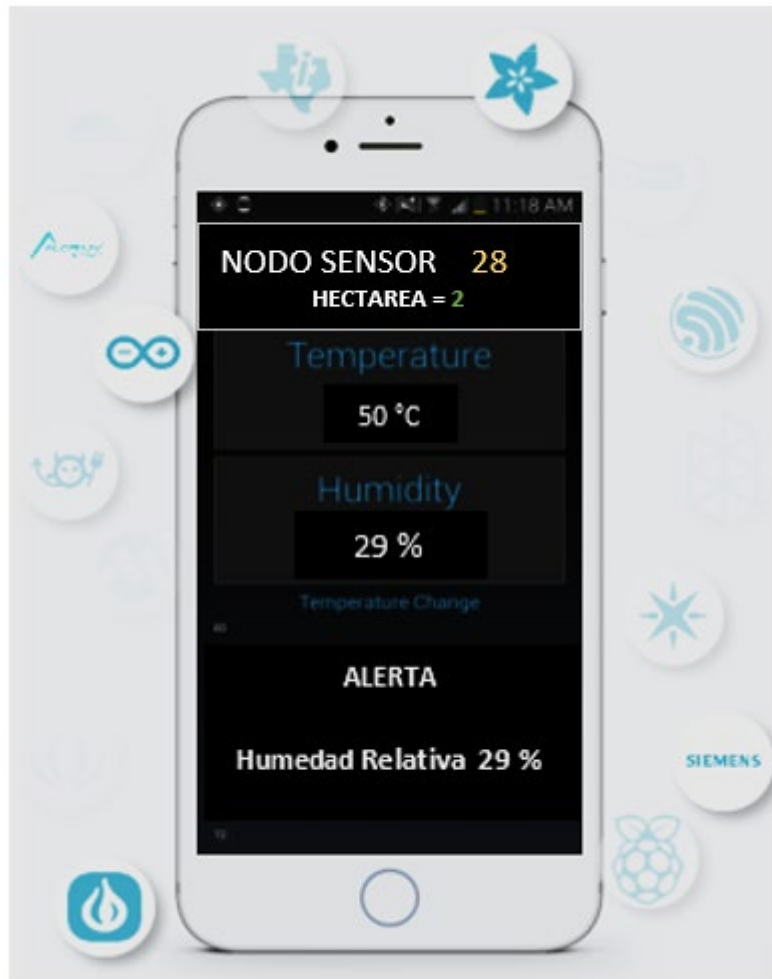 11:18 AM
NODO SENSOR 28
HECTAREA = 2
Temperature
50 °C
Humidity
29 %
Temperature Change
ALERTA
Humedad Relativa 29 %
SIEMENS